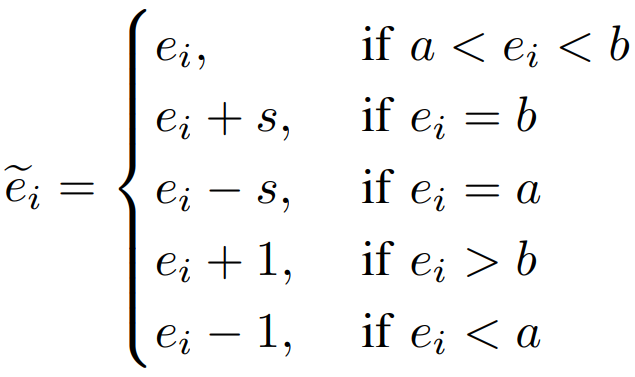 e_i,  if a < e_i < b
e_i + s,  if e_i = b
ẽ_i = { e_i − s,  if e_i = a
e_i + 1,  if e_i > b
e_i − 1,  if e_i < a